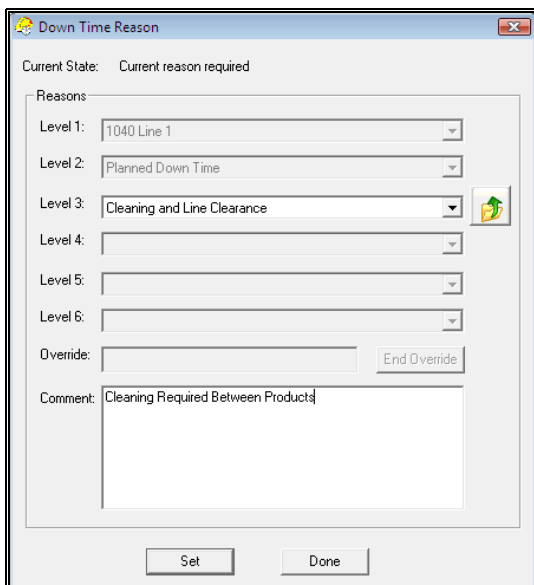 Down Time Reason
Current State: Current reason required
Reasons
Level 1: 1040 Line 1
Level 2: Planned Down Time
Level 3: Cleaning and Line Clearance
Level 4:
Level 5:
Level 6:
Override: End Override
Comment: Cleaning Required Between Products
Set Done